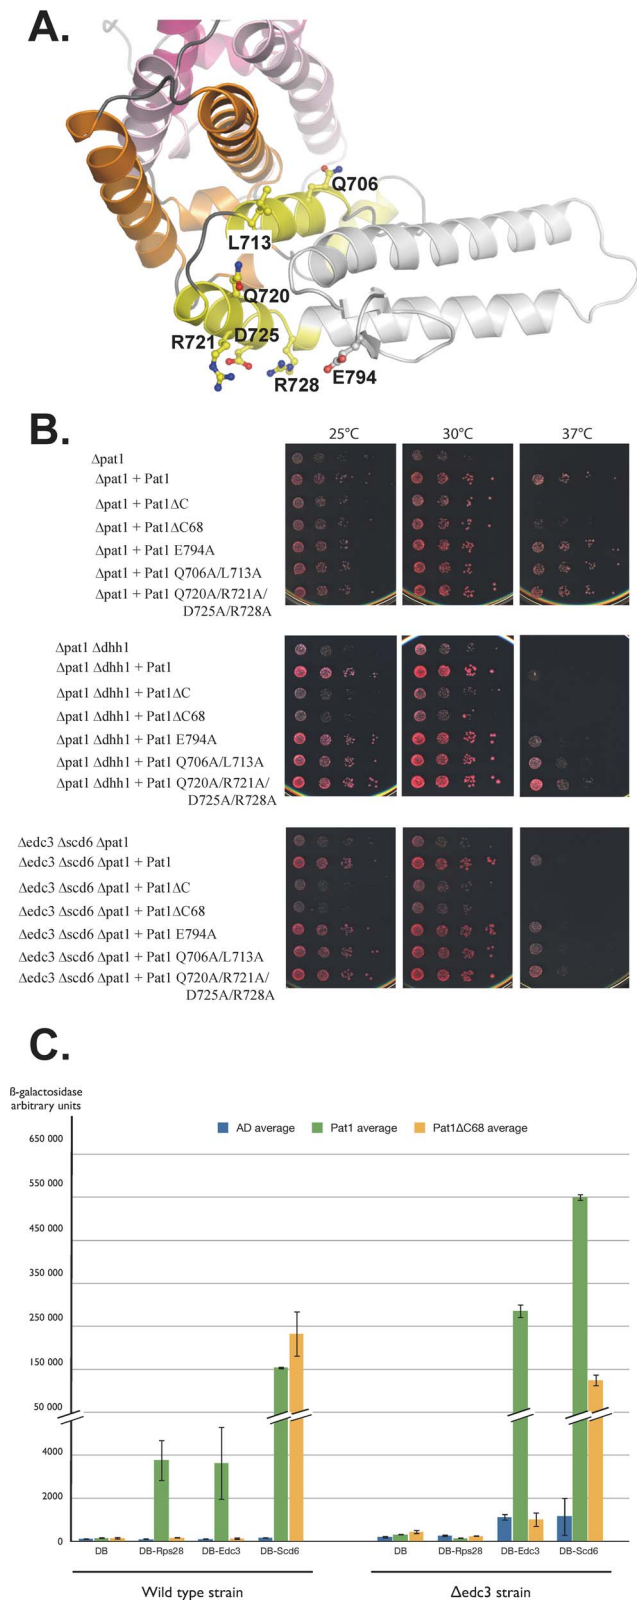 A.
Q706
L713
Q720
R721
D725
R728
E794
B.
25°C 30°C 37°C
Δpat1
Δpat1 + Pat1
Δpat1 + Pat1ΔC
Δpat1 + Pat1ΔC68
Δpat1 + Pat1 E794A
Δpat1 + Pat1 Q706A/L713A
Δpat1 + Pat1 Q720A/R721A/
D725A/R728A
Δpat1 Δdhh1
Δpat1 Δdhh1 + Pat1
Δpat1 Δdhh1 + Pat1ΔC
Δpat1 Δdhh1 + Pat1ΔC68
Δpat1 Δdhh1 + Pat1 E794A
Δpat1 Δdhh1 + Pat1 Q706A/L713A
Δpat1 Δdhh1 + Pat1 Q720A/R721A/
D725A/R728A
Δedc3 Δscd6 Δpat1
Δedc3 Δscd6 Δpat1 + Pat1
Δedc3 Δscd6 Δpat1 + Pat1ΔC
Δedc3 Δscd6 Δpat1 + Pat1ΔC68
Δedc3 Δscd6 Δpat1 + Pat1 E794A
Δedc3 Δscd6 Δpat1 + Pat1 Q706A/L713A
Δedc3 Δscd6 Δpat1 + Pat1 Q720A/R721A/
D725A/R728A
C.
ß-galactosidase
arbitrary units
AD average Pat1 average Pat1ΔC68 average
650 000
550 000
450 000
350 000
250 000
150 000
50 000
4000
2000
0
DB DB-Rps28 DB-Edc3 DB-Scd6 DB DB-Rps28 DB-Edc3 DB-Scd6
Wild type strain Δedc3 strain